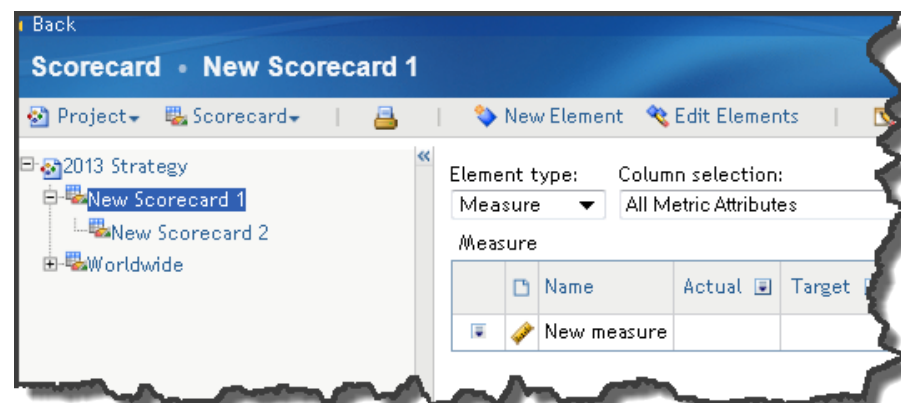 Back
Scorecard • New Scorecard 1
Project Scorecard | | New Element Edit Elements |
2013 Strategy
New Scorecard 1
New Scorecard 2
Worldwide
Element type: Column selection:
Measure All Metric Attributes
Measure
Name Actual Target
New measure